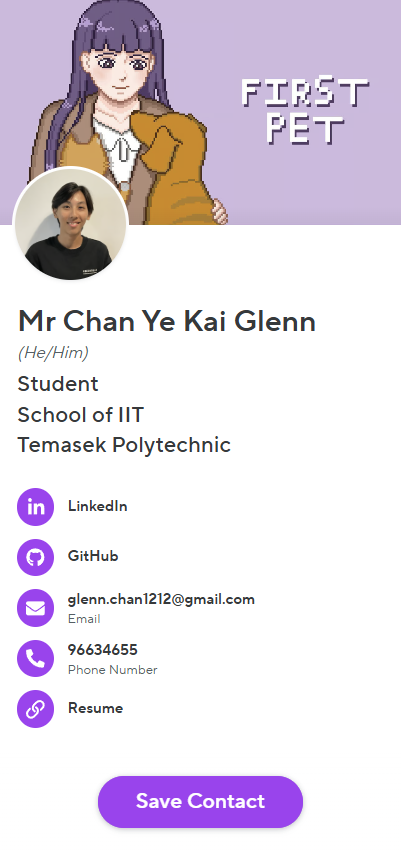 FIRST
PET
Mr Chan Ye Kai Glenn
(He/Him)
Student
School of IIT
Temasek Polytechnic
LinkedIn
GitHub
glenn.chan1212@gmail.com
Email
96634655
Phone Number
Resume
Save Contact